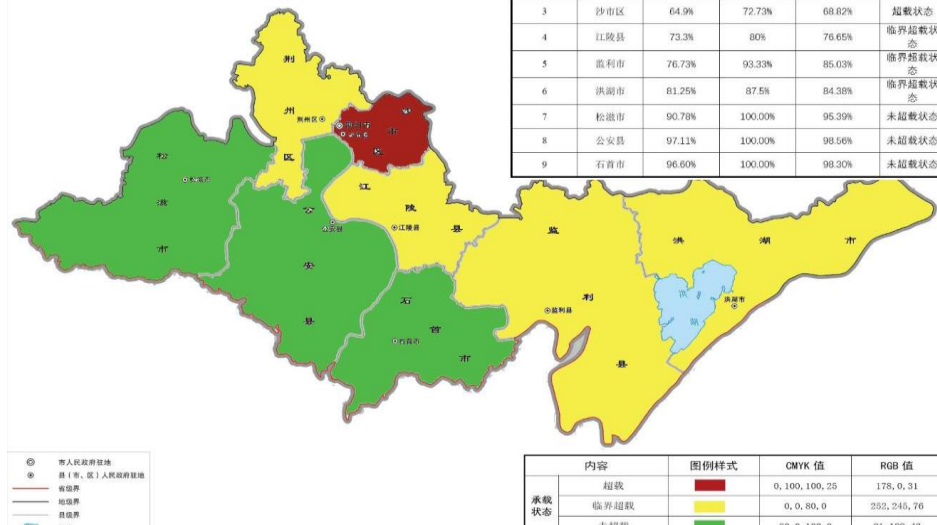 3 沙市区 64.9% 72.73% 68.82% 超载状态
4 江陵县 73.3% 80% 76.65% 临界超载状态
5 监利市 76.73% 93.33% 85.03% 临界超载状态
6 洪湖市 81.25% 87.5% 84.38% 临界超载状态
7 松滋市 90.78% 100.00% 95.39% 未超载状态
8 公安县 97.11% 100.00% 98.56% 未超载状态
9 石首市 96.60% 100.00% 98.30% 未超载状态
荆州区
荆州区
沙市区
松滋市
松滋市
江陵县
江陵县
公安县
公安县
监利县
监利县
洪湖市
洪湖市
洪湖
石首市
石首市
市人民政府驻地
县（市、区）人民政府驻地
省级界
地级界
县级界
内容 图例样式 CMYK 值 RGB 值
承载状态
超载 0,100,100,25 178,0,31
临界超载 0,0,80,0 252,245,76
未超载